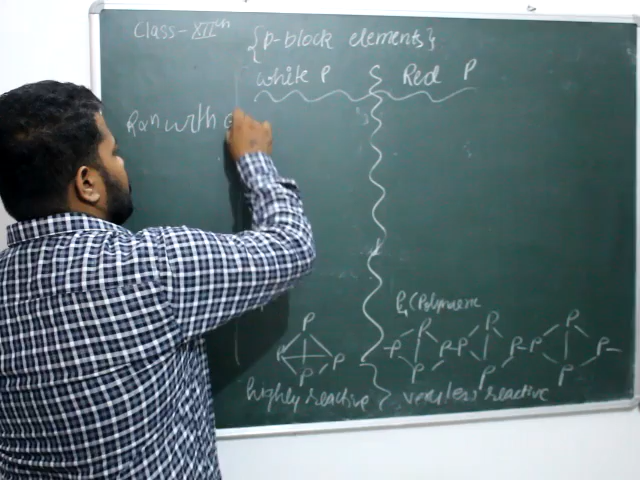 Class - XIIth
{p-block elements}
white P Red P
Rxn with
P4 (Polymeric
P P P
P P P P P P P
P P P P
highly reactive very less reactive